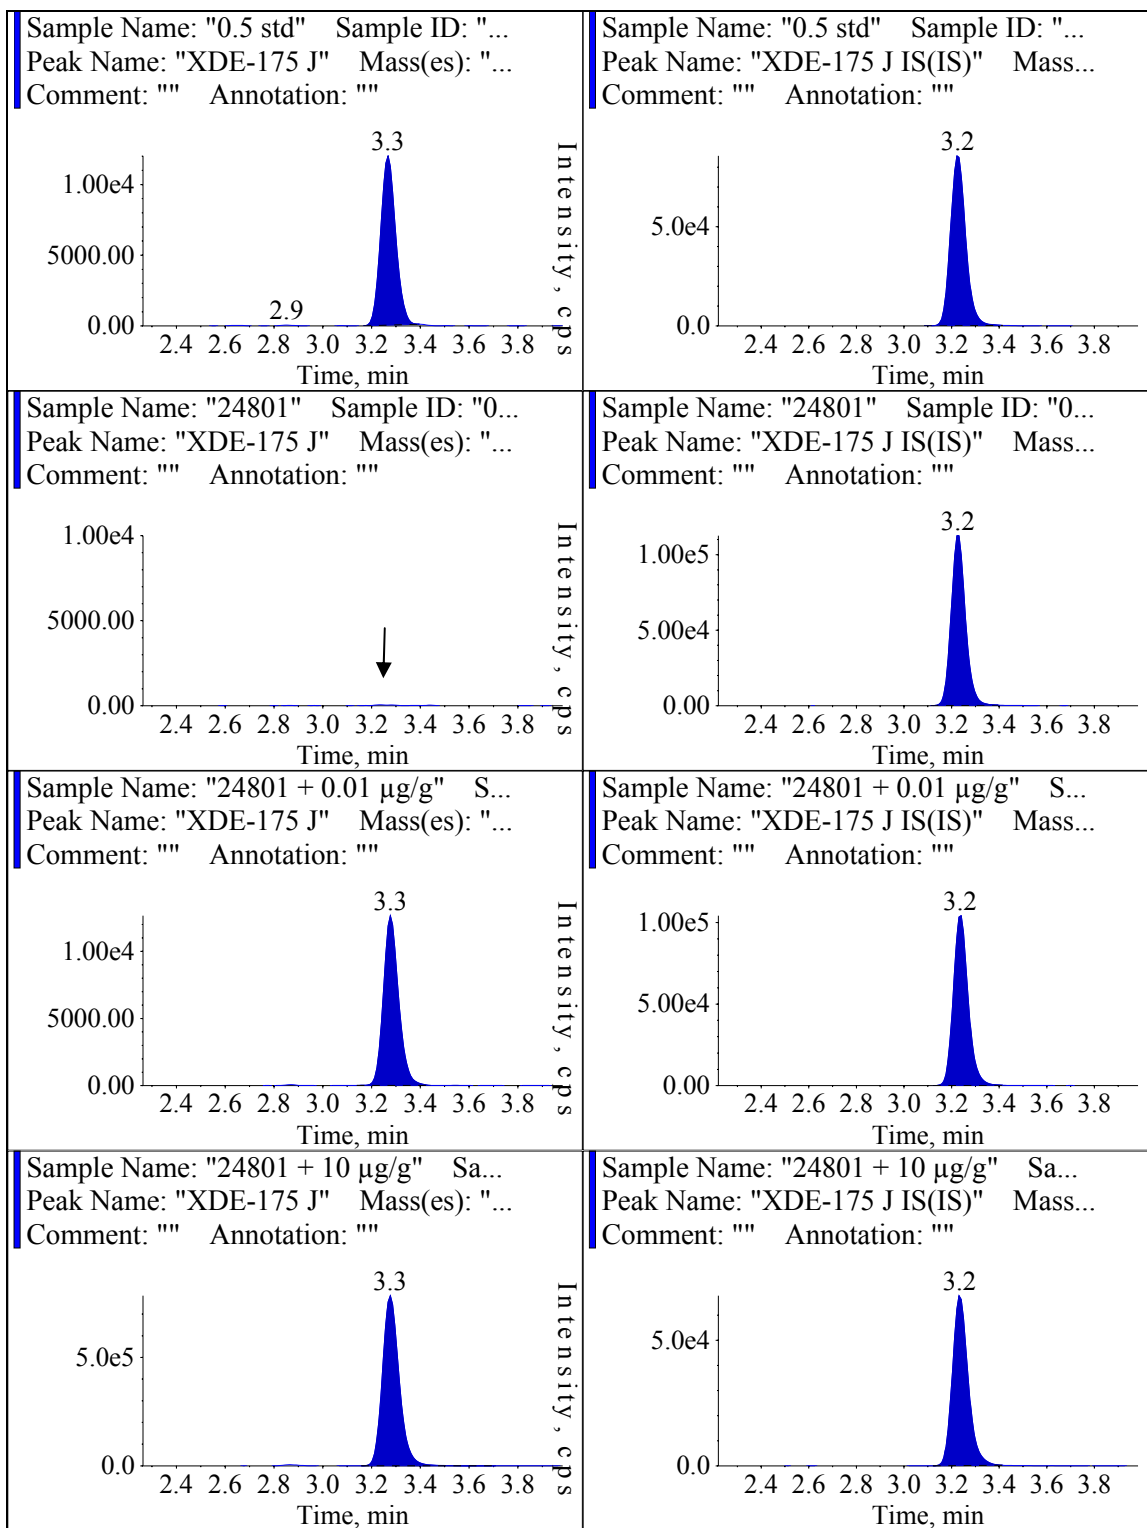 Sample Name: "0.5 std"    Sample ID: "...
Peak Name: "XDE-175 J"    Mass(es): "...
Comment: ""    Annotation: ""
3.3
1.00e4
5000.00
2.9
0.00
2.4 2.6 2.8 3.0 3.2 3.4 3.6 3.8
Time, min
Intensity, cps
Sample Name: "0.5 std"    Sample ID: "...
Peak Name: "XDE-175 J IS(IS)"    Mass...
Comment: ""    Annotation: ""
3.2
5.0e4
0.0
2.4 2.6 2.8 3.0 3.2 3.4 3.6 3.8
Time, min
Sample Name: "24801"    Sample ID: "0...
Peak Name: "XDE-175 J"    Mass(es): "...
Comment: ""    Annotation: ""
1.00e4
5000.00
0.00
2.4 2.6 2.8 3.0 3.2 3.4 3.6 3.8
Time, min
Intensity, cps
Sample Name: "24801"    Sample ID: "0...
Peak Name: "XDE-175 J IS(IS)"    Mass...
Comment: ""    Annotation: ""
3.2
1.00e5
5.00e4
0.00
2.4 2.6 2.8 3.0 3.2 3.4 3.6 3.8
Time, min
Sample Name: "24801 + 0.01 µg/g"    S...
Peak Name: "XDE-175 J"    Mass(es): "...
Comment: ""    Annotation: ""
3.3
1.00e4
5000.00
0.00
2.4 2.6 2.8 3.0 3.2 3.4 3.6 3.8
Time, min
Intensity, cps
Sample Name: "24801 + 0.01 µg/g"    S...
Peak Name: "XDE-175 J IS(IS)"    Mass...
Comment: ""    Annotation: ""
3.2
1.00e5
5.00e4
0.00
2.4 2.6 2.8 3.0 3.2 3.4 3.6 3.8
Time, min
Sample Name: "24801 + 10 µg/g"    Sa...
Peak Name: "XDE-175 J"    Mass(es): "...
Comment: ""    Annotation: ""
3.3
5.0e5
0.0
2.4 2.6 2.8 3.0 3.2 3.4 3.6 3.8
Time, min
Intensity, cps
Sample Name: "24801 + 10 µg/g"    Sa...
Peak Name: "XDE-175 J IS(IS)"    Mass...
Comment: ""    Annotation: ""
3.2
5.0e4
0.0
2.4 2.6 2.8 3.0 3.2 3.4 3.6 3.8
Time, min